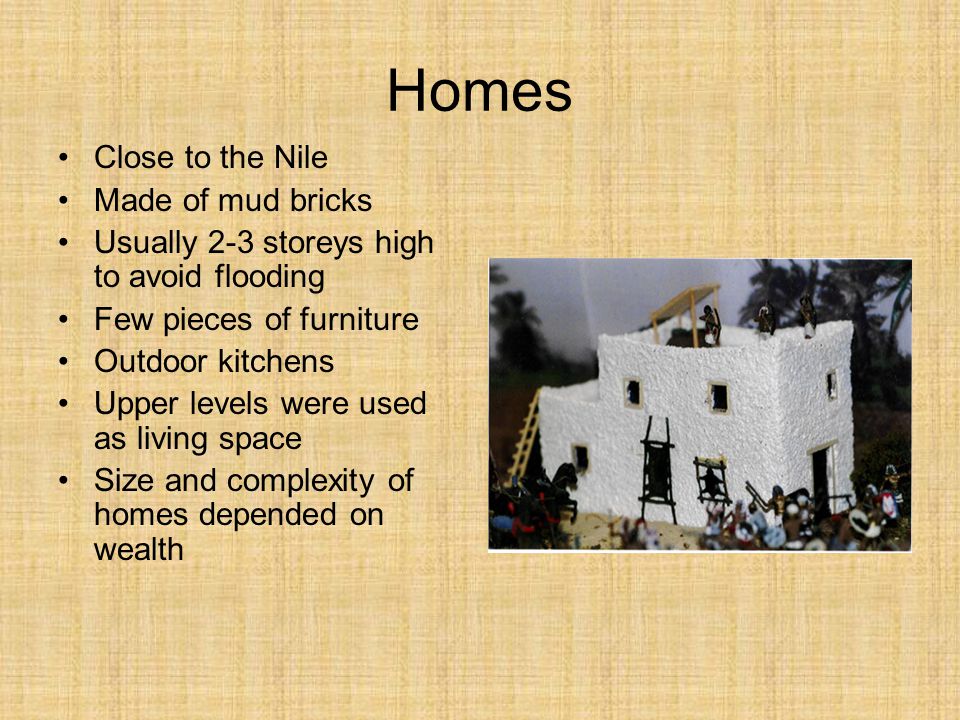 Homes
• Close to the Nile
• Made of mud bricks
• Usually 2-3 storeys high
to avoid flooding
• Few pieces of furniture
• Outdoor kitchens
• Upper levels were used
as living space
• Size and complexity of
homes depended on
wealth